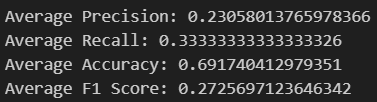 Average Precision: 0.23058013765978366
Average Recall: 0.33333333333333326
Average Accuracy: 0.691740412979351
Average F1 Score: 0.2725697123646342